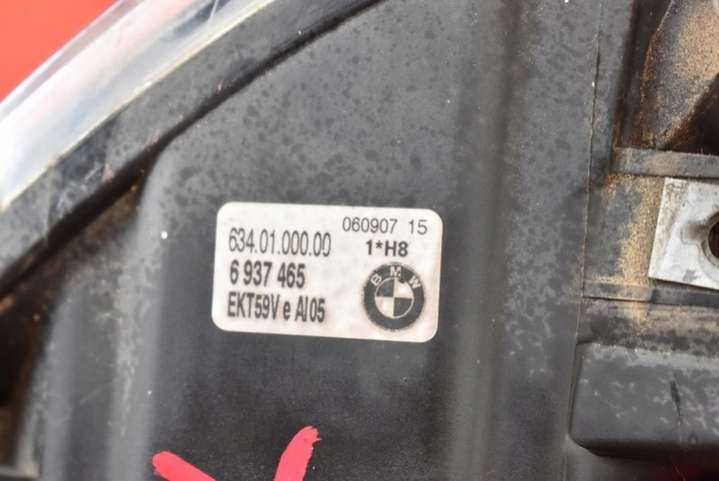 060907 15
634.01.000.00
1*H8
6 937 465
BMW
EKT59V e AI05